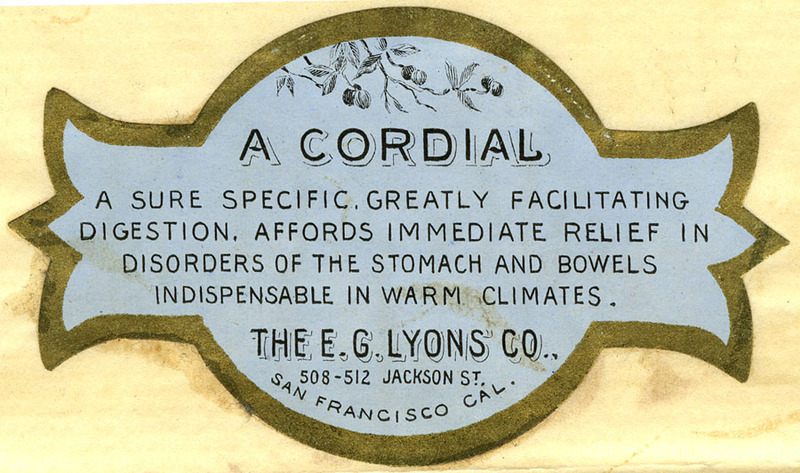 A CORDIAL
A SURE SPECIFIC. GREATLY FACILITATING
DIGESTION. AFFORDS IMMEDIATE RELIEF IN
DISORDERS OF THE STOMACH AND BOWELS
INDISPENSABLE IN WARM CLIMATES.
THE E. G. LYONS CO.,
508-512 JACKSON ST.
SAN FRANCISCO CAL.